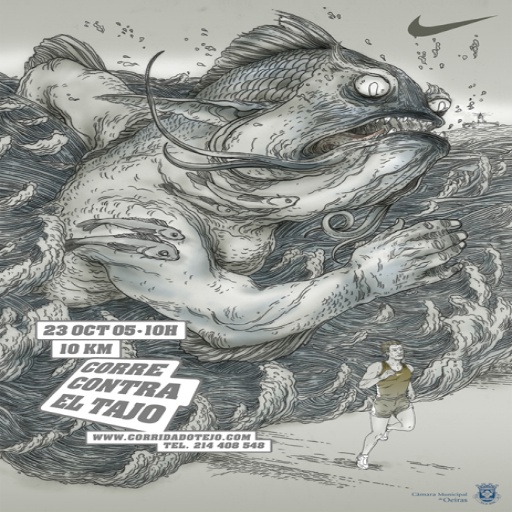 23 OCT 05-10H
10 KM
CORRE
CONTRA
EL TAJO
WWW.CORRIDADOTEJO.COM
TEL. 214 408 548
Câmara Municipal
de Oeiras